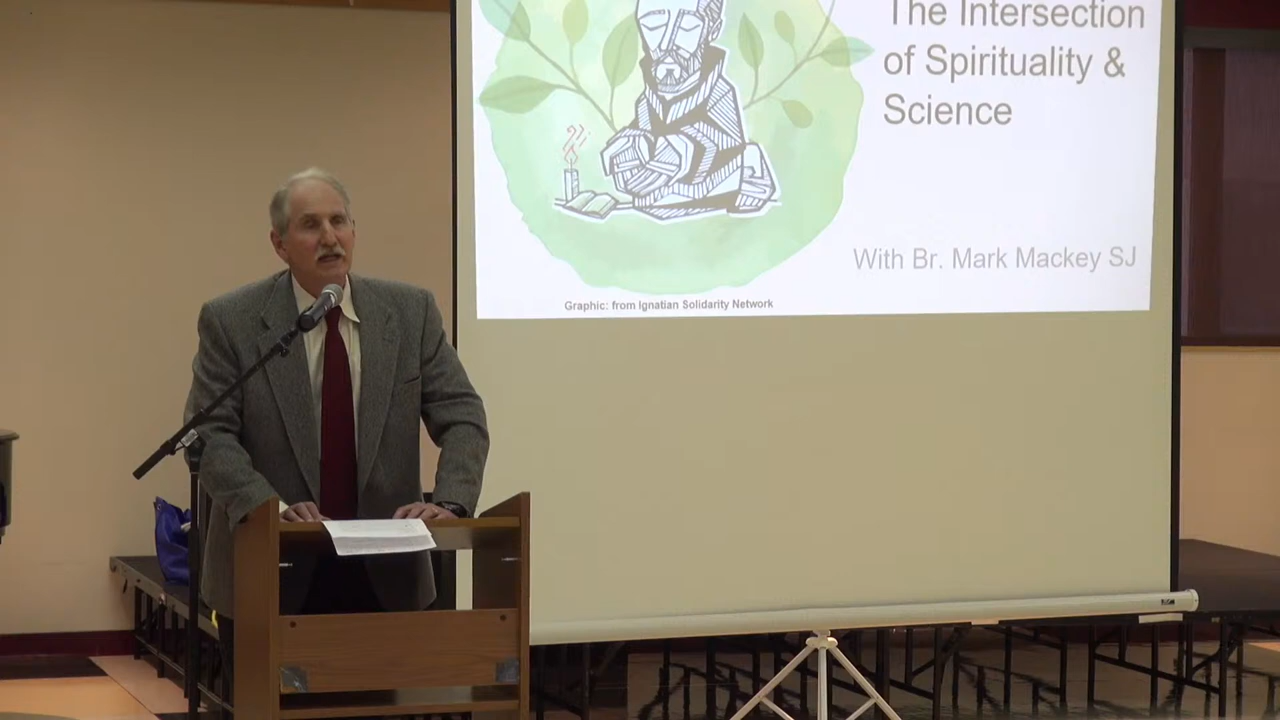 The Intersection
of Spirituality &
Science
With Br. Mark Mackey SJ
Graphic: from Ignatian Solidarity Network